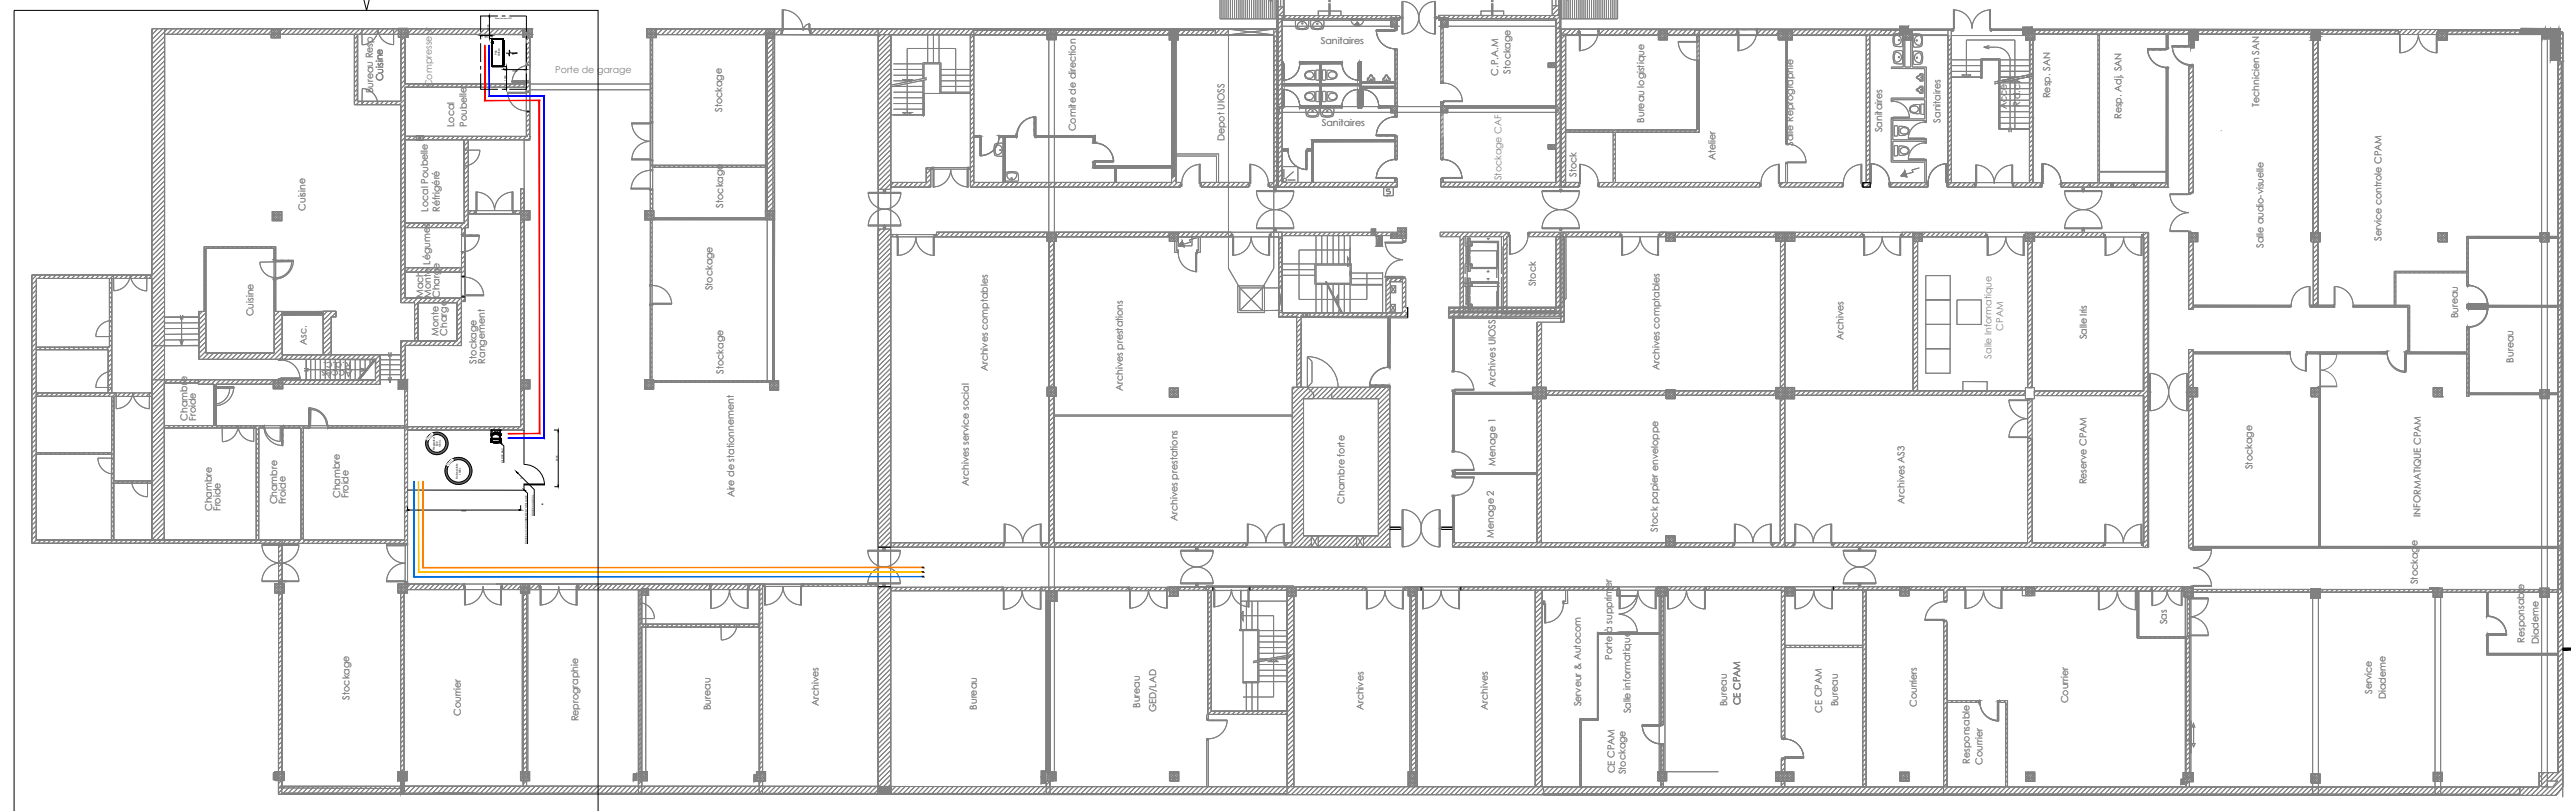 Bureau Resp.
Cuisine
Compresseur
Porte de garage
Local
Poubelle
Local Poubelle
Réfrigéré
Cuisine
Cuisine
Asc.
Monte
Charge
Stockage
Rangement
Chambre
Froide
Chambre
Froide
Chambre
Froide
Chambre
Froide
Stockage
Stockage
Stockage
Stockage
Aire de stationnement
Stockage
Courrier
Reprographie
Bureau
Archives
Comite de direction
Depot UIOSS
Sanitaires
Sanitaires
C.P.A.M
Stockage
Stockage CAF
Archives comptables
Archives service social
Archives prestations
Archives prestations
Chambre forte
Stock
Archives UIOSS
Menage 1
Menage 2
Bureau
Bureau
GED/LAD
Archives
Archives
Stock
Bureau logistique
Atelier
Salle Reprographie
Sanitaires
Sanitaires
Resp. SAN
Resp. Adj. SAN
Technicien SAN
Salle audio-visuelle
Service controle CPAM
Archives comptables
Archives
Salle Informatique
CPAM
Salle Iris
Stock papier enveloppe
Archives AS3
Reserve CPAM
Bureau
Bureau
Stockage
INFORMATIQUE CPAM
Stockage
Serveur & Autocom
Porte à supprimer
Salle informatique
CE CPAM
Stockage
Bureau
CE CPAM
CE CPAM
Bureau
Courriers
Responsable
Courrier
Courrier
Sas
Service
Diademe
Responsable
Diademe